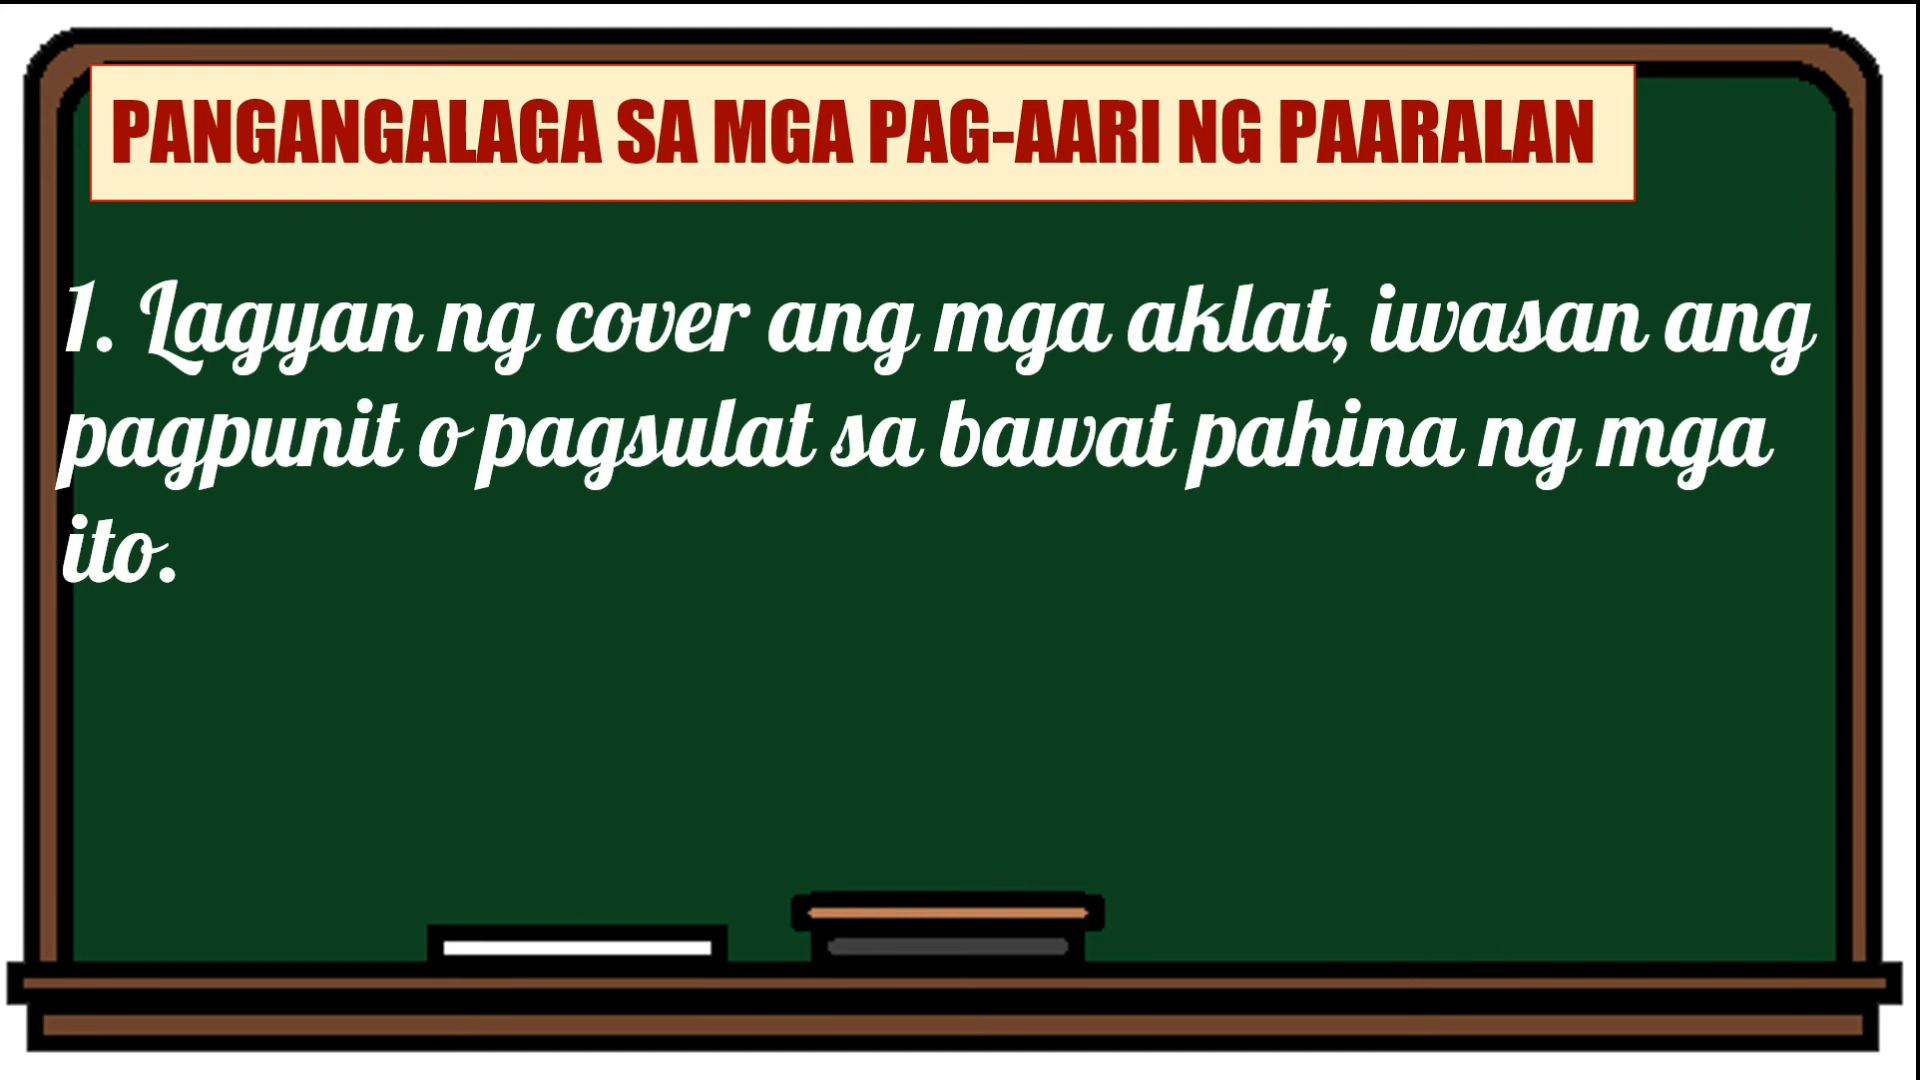 PANGANGALAGA SA MGA PAG-AARI NG PAARALAN
1. Lagyan ng cover ang mga aklat, iwasan ang
pagpunit o pagsulat sa bawat pahina ng mga
ito.